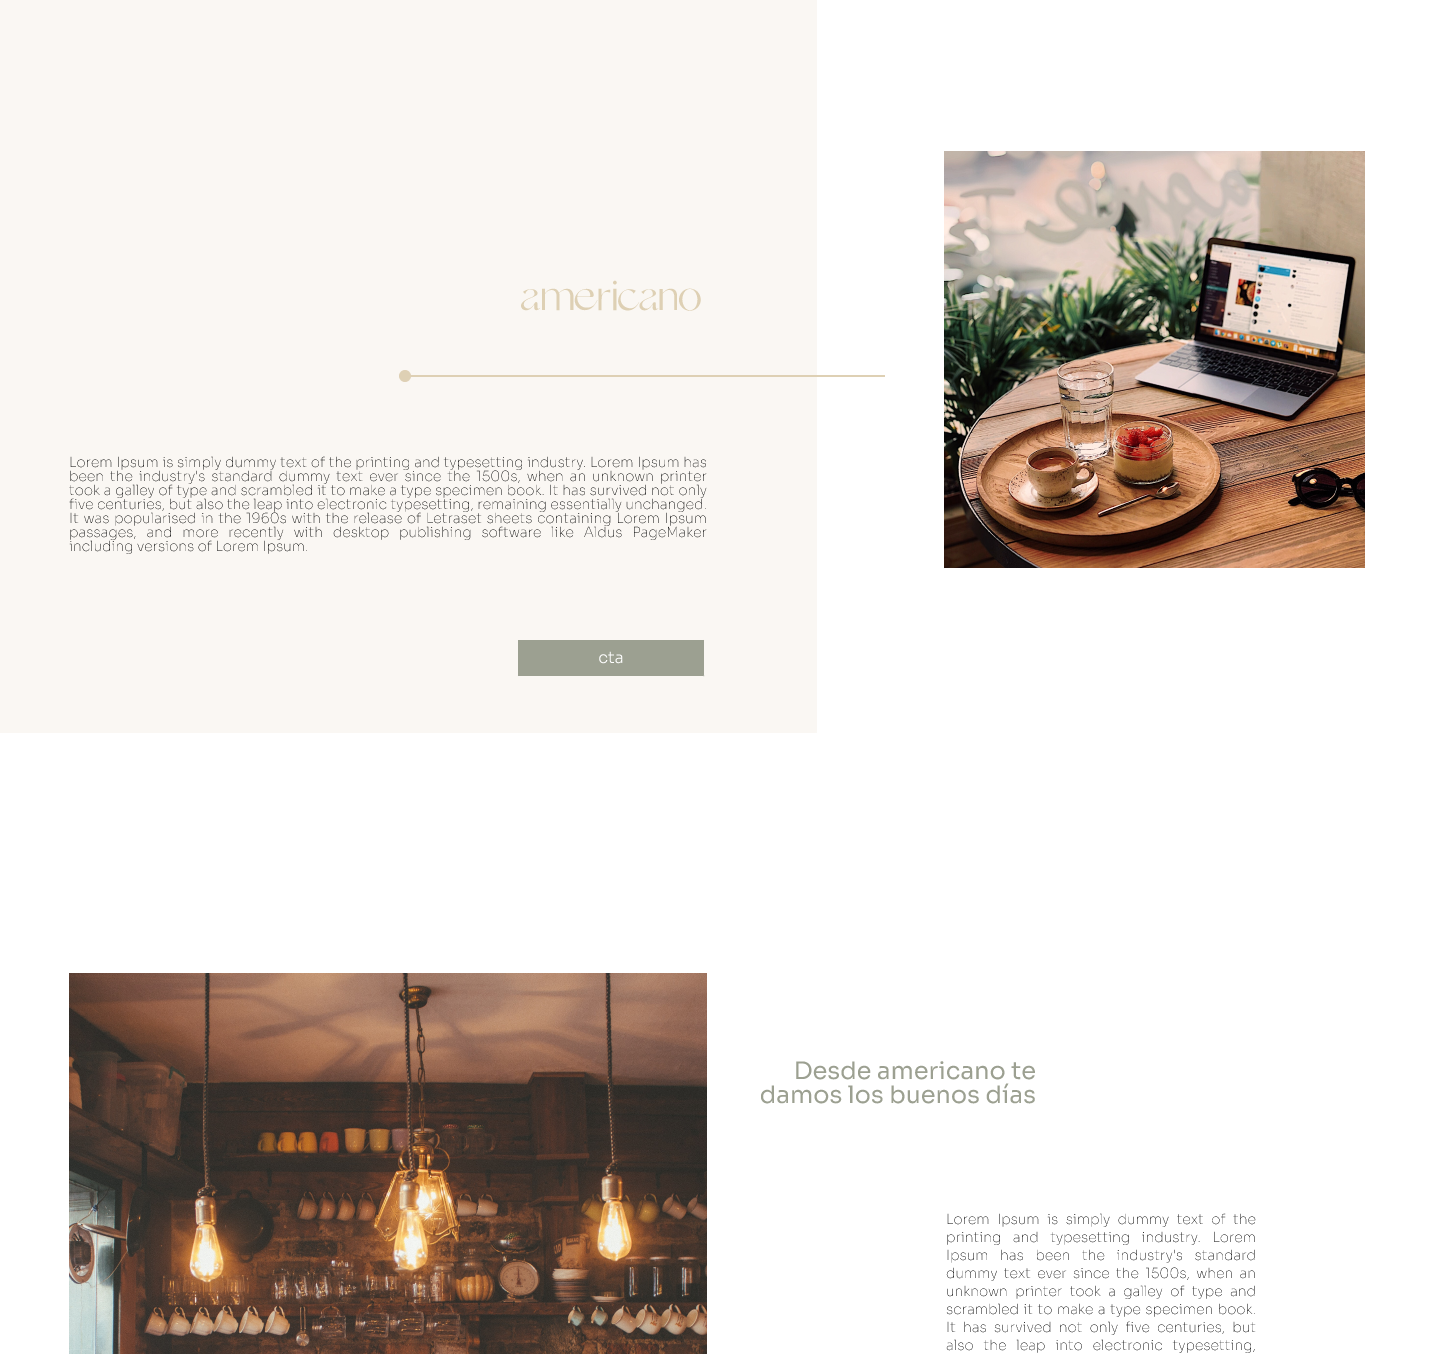 americano
Lorem Ipsum is simply dummy text of the printing and typesetting industry. Lorem Ipsum has
been the industry's standard dummy text ever since the 1500s, when an unknown printer
took a galley of type and scrambled it to make a type specimen book. It has survived not only
five centuries, but also the leap into electronic typesetting, remaining essentially unchanged.
It was popularised in the 1960s with the release of Letraset sheets containing Lorem Ipsum
passages, and more recently with desktop publishing software like Aldus PageMaker
including versions of Lorem Ipsum.
cta
Desde americano te
damos los buenos días
Lorem Ipsum is simply dummy text of the
printing and typesetting industry. Lorem
Ipsum has been the industry's standard
dummy text ever since the 1500s, when an
unknown printer took a galley of type and
scrambled it to make a type specimen book.
It has survived not only five centuries, but
also the leap into electronic typesetting,